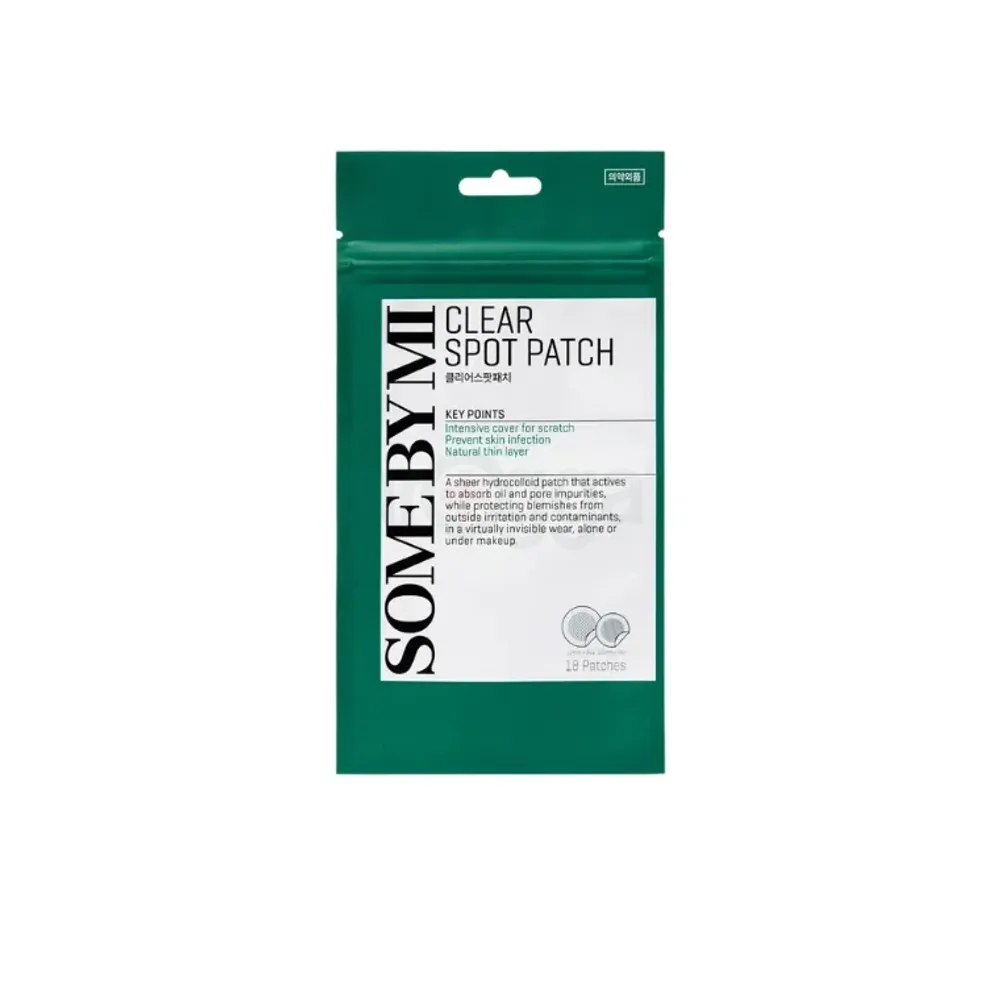 의약외품
SOMEBYMI
CLEAR
SPOT PATCH
클리어스팟패치
KEY POINTS
Intensive cover for scratch
Prevent skin infection
Natural thin layer
A sheer hydrocolloid patch that actives
to absorb oil and pore impurities,
while protecting blemishes from
outside irritation and contaminants,
in a virtually invisible wear, alone or
under makeup
18 Patches